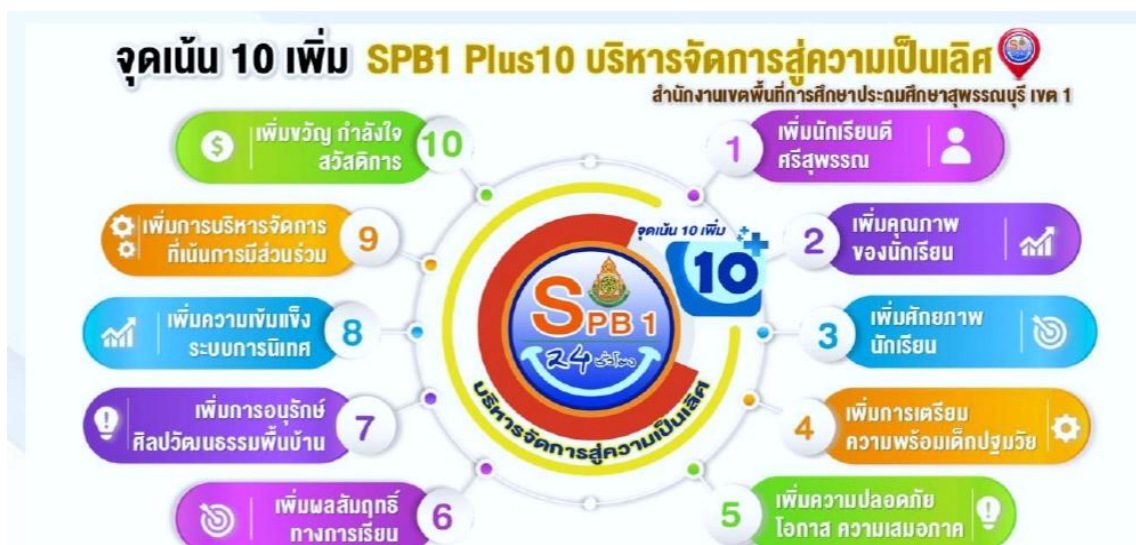 จุดเน้น 10 เพิ่ม SPB1 Plus10 บริหารจัดการสู่ความเป็นเลิศ
สำนักงานเขตพื้นที่การศึกษาประถมศึกษาสุพรรณบุรี เขต 1
1
เพิ่มนักเรียนดี
ศรีสุพรรณ
2
เพิ่มคุณภาพ
ของนักเรียน
3
เพิ่มศักยภาพ
นักเรียน
4
เพิ่มการเตรียม
ความพร้อมเด็กปฐมวัย
5
เพิ่มความปลอดภัย
โอกาส ความเสมอภาค
6
เพิ่มผลสัมฤทธิ์
ทางการเรียน
7
เพิ่มการอนุรักษ์
ศิลปวัฒนธรรมพื้นบ้าน
8
เพิ่มความเข้มแข็ง
ระบบการนิเทศ
9
เพิ่มการบริหารจัดการ
ที่เน้นการมีส่วนร่วม
10
เพิ่มขวัญ กำลังใจ
สวัสดิการ
จุดเน้น 10 เพิ่ม
10+
SPB 1
24 ชั่วโมง
บริหารจัดการสู่ความเป็นเลิศ